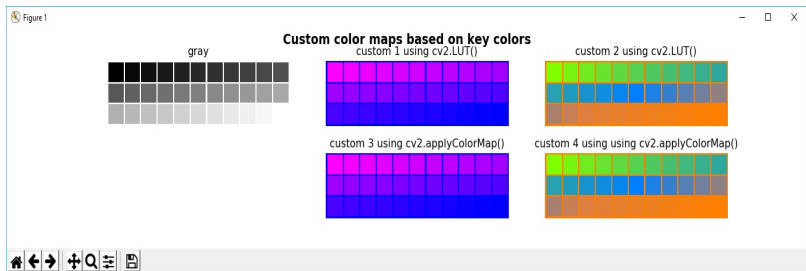 Figure 1
Custom color maps based on key colors
gray
custom 1 using cv2.LUT()
custom 2 using cv2.LUT()
custom 3 using cv2.applyColorMap()
custom 4 using using cv2.applyColorMap()